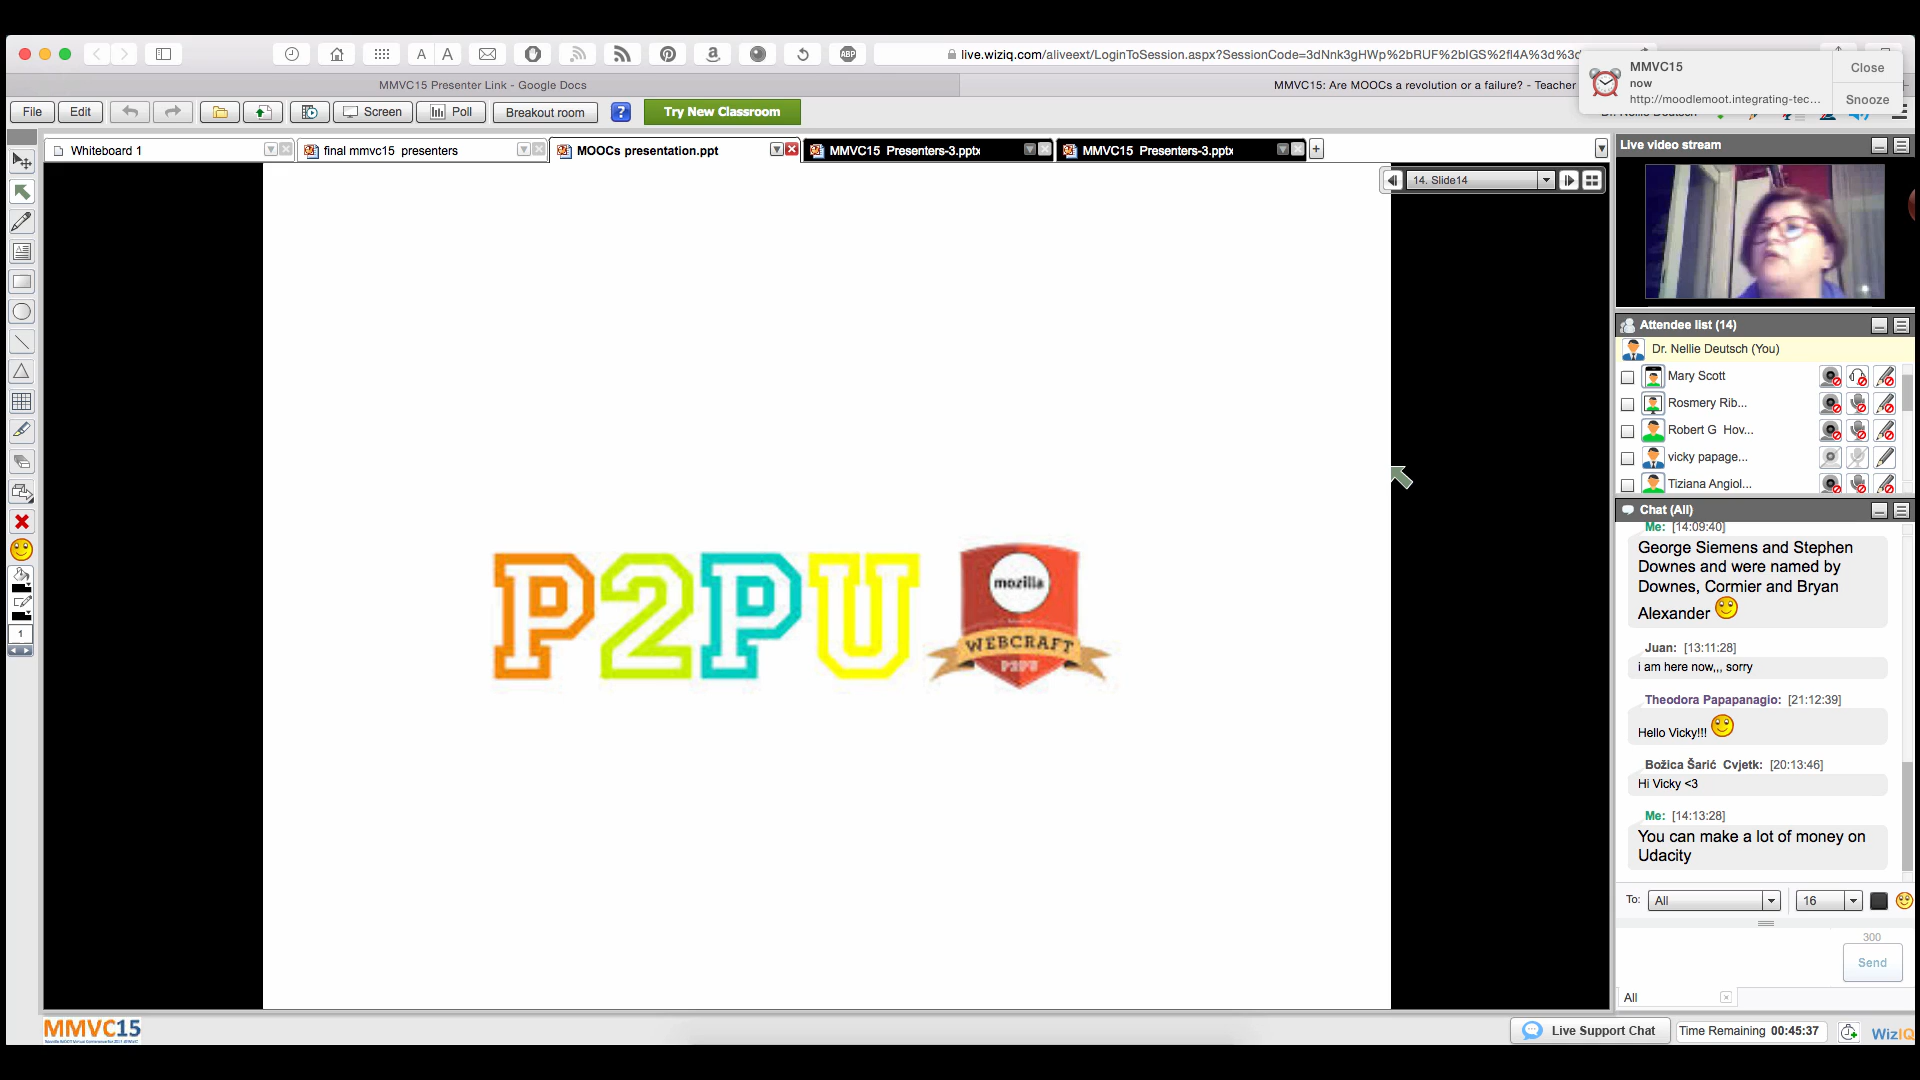 A A
ABP
live.wiziq.com/aliveext/LoginToSession.aspx?SessionCode=3dNnk3gHWp%2bRUF%2bIGS%2fl4A%3d%3d
MMVC15 Presenter Link - Google Docs
MMVC15: Are MOOCs a revolution or a failure? - Teacher
MMVC15
now
http://moodlemoot.integrating-tec...
Close
Snooze
File Edit Screen Poll Breakout room ? Try New Classroom
Dr. Nellie Deutsch
Whiteboard 1
final mmvc15 presenters
MOOCs presentation.ppt
MMVC15 Presenters-3.pptx
MMVC15 Presenters-3.pptx
14. Slide14
P2PU
mozilla
WEBCRAFT
P2PU
1
Live video stream
Attendee list (14)
Dr. Nellie Deutsch (You)
Mary Scott
Rosmery Rib...
Robert G Hov...
vicky papage...
Tiziana Angiol...
Chat (All)
Me: [14:09:40]
George Siemens and Stephen
Downes and were named by
Downes, Cormier and Bryan
Alexander
Juan: [13:11:28]
i am here now,,, sorry
Theodora Papapanagio: [21:12:39]
Hello Vicky!!!
Božica Šarić Cvjetk: [20:13:46]
Hi Vicky <3
Me: [14:13:28]
You can make a lot of money on
Udacity
To: All 16
300
Send
All
MMVC15
Live Support Chat
Time Remaining 00:45:37
WizIQ